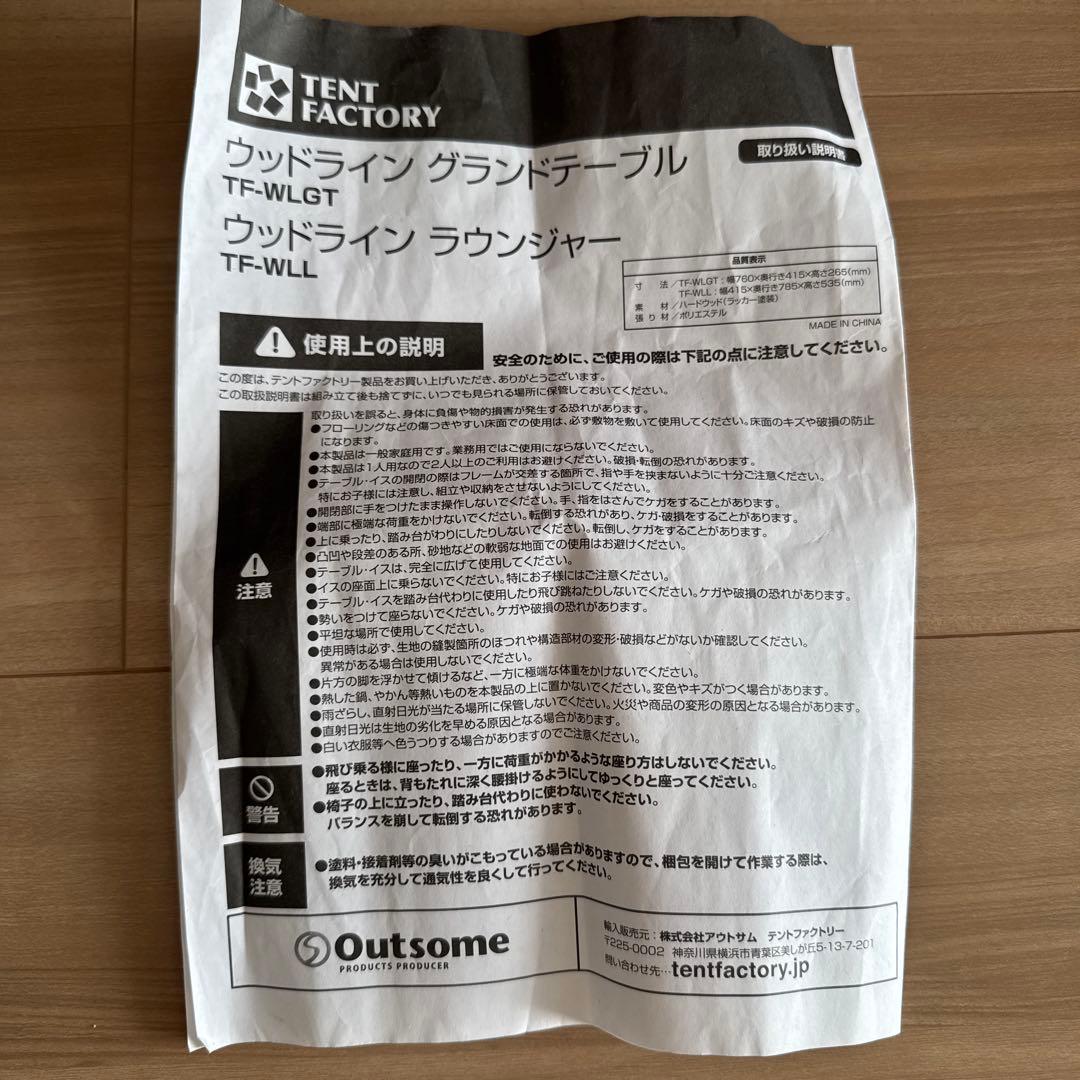 TENT
FACTORY
取り扱い説明書
ウッドライン グランドテーブル
TF-WLGT
ウッドライン ラウンジャー
TF-WLL
品質表示
寸 法／TF-WLGT：幅760×奥行き415×高さ265(mm)
TF-WLL：幅415×奥行き785×高さ535(mm)
素 材／ハードウッド（ラッカー塗装）
張り材／ポリエステル
MADE IN CHINA
使用上の説明
安全のために、ご使用の際は下記の点に注意してください。
この度は、テントファクトリー製品をお買い上げいただき、ありがとうございます。
この取扱説明書は組み立て後も捨てずに、いつでも見られる場所に保管しておいてください。
注意
取り扱いを誤ると、身体に負傷や物的損害が発生する恐れがあります。
●フローリングなどの傷つきやすい床面での使用は、必ず敷物を敷いて使用してください。床面のキズや破損の防止
になります。
●本製品は一般家庭用です。業務用ではご使用にならないでください。
●本製品は1人用なので2人以上のご利用はお避けください。破損・転倒の恐れがあります。
●テーブル・イスの開閉の際はフレームが交差する箇所で、指や手を挟まないように十分ご注意ください。
特にお子様には注意し、組立や収納をさせないようにしてください。
●開閉部に手をつけたまま操作しないでください。手、指をはさんでケガをすることがあります。
●端部に極端な荷重をかけないでください。転倒する恐れがあり、ケガ・破損をすることがあります。
●上に乗ったり、踏み台がわりにしたりしないでください。転倒し、ケガをすることがあります。
●凸凹や段差のある所、砂地などの軟弱な地面での使用はお避けください。
●テーブル・イスは、完全に広げて使用してください。
●イスの座面上に乗らないでください。特にお子様にはご注意ください。
●テーブル・イスを踏み台代わりに使用したり飛び跳ねたりしないでください。ケガや破損の恐れがあります。
●勢いをつけて座らないでください。ケガや破損の恐れがあります。
●平坦な場所で使用してください。
●使用時は必ず、生地の縫製箇所のほつれや構造部材の変形・破損などがないか確認してください。
異常がある場合は使用しないでください。
●片方の脚を浮かせて傾けるなど、一方に極端な体重をかけないでください。
●熱した鍋、やかん等熱いものを本製品の上に置かないでください。変色やキズがつく場合があります。
●雨ざらし、直射日光が当たる場所に保管しないでください。火災や商品の変形の原因となる場合があります。
●直射日光は生地の劣化を早める原因となる場合があります。
●白い衣服等へ色うつりする場合がありますのでご注意ください。
警告
●飛び乗る様に座ったり、一方に荷重がかかるような座り方はしないでください。
座るときは、背もたれに深く腰掛けるようにしてゆっくりと座ってください。
●椅子の上に立ったり、踏み台代わりに使わないでください。
バランスを崩して転倒する恐れがあります。
換気
注意
●塗料・接着剤等の臭いがこもっている場合がありますので、梱包を開けて作業する際は、
換気を充分して通気性を良くして行ってください。
Outsome
PRODUCTS PRODUCER
輸入販売元：株式会社アウトサム テントファクトリー
〒225-0002 神奈川県横浜市青葉区美しが丘5-13-7-201
問い合わせ先…tentfactory.jp